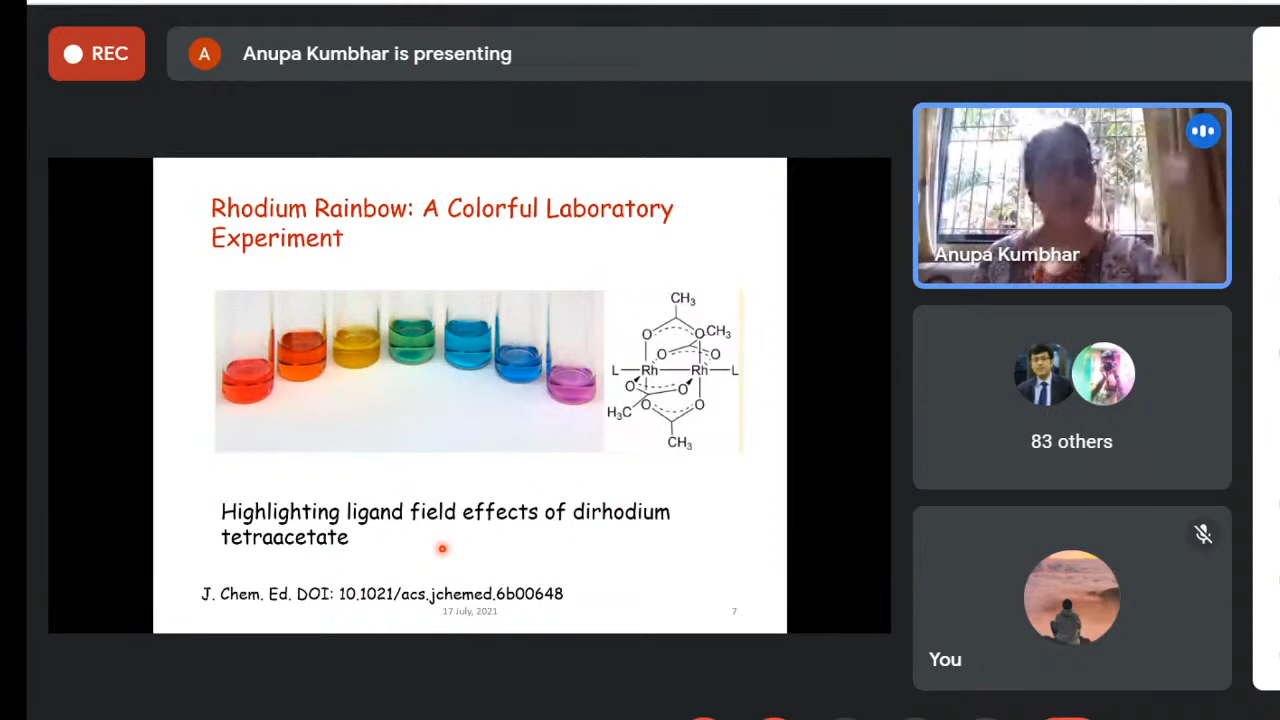 REC
A
Anupa Kumbhar is presenting
Rhodium Rainbow: A Colorful Laboratory
Experiment
CH₃
O
O
CH₃
O
O
L
Rh
Rh
L
O
O
H₃C
O
O
CH₃
Highlighting ligand field effects of dirhodium
tetraacetate
J. Chem. Ed. DOI: 10.1021/acs.jchemed.6b00648
17 July, 2021
7
Anupa Kumbhar
83 others
You